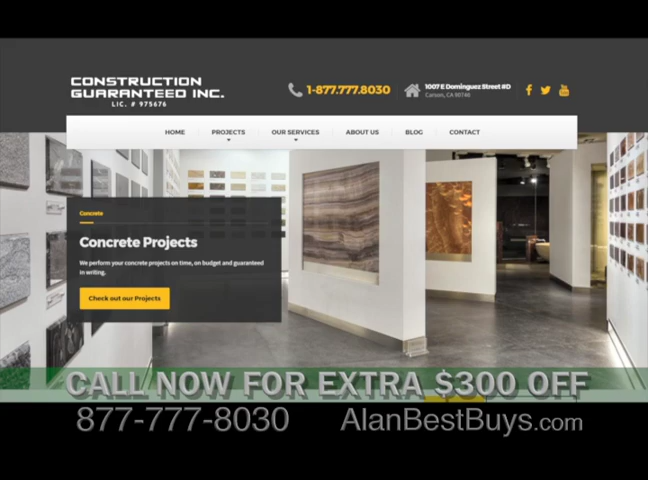 CONSTRUCTION
GUARANTEED INC.
LIC. # 975676
1-877.777.8030
1007 E Dominguez Street #D
Carson, CA 90746
HOME PROJECTS OUR SERVICES ABOUT US BLOG CONTACT
Concrete
Concrete Projects
We perform your concrete projects on time, on budget and guaranteed
in writing.
Check out our Projects
CALL NOW FOR EXTRA $300 OFF
877-777-8030 AlanBestBuys.com